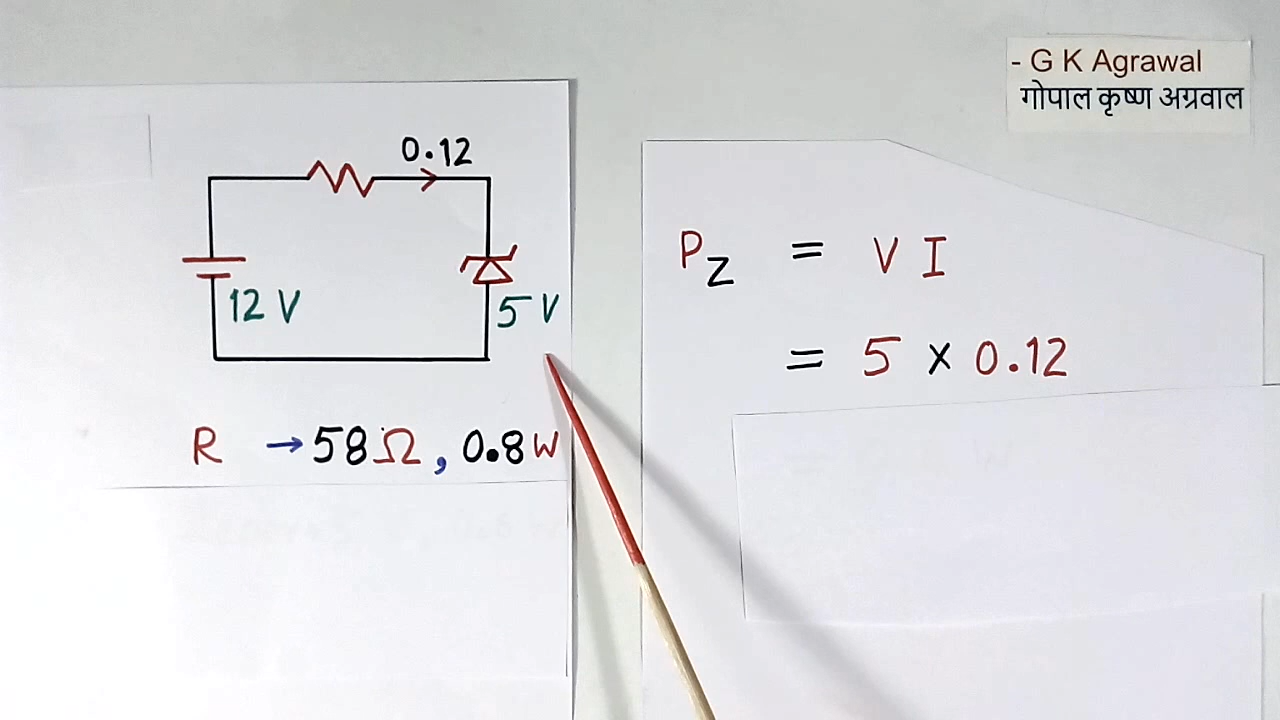 - G K Agrawal
गोपाल कृष्ण अग्रवाल
0.12
12 V
5 V
R → 58 Ω, 0.8 W
P_Z = V I
= 5 × 0.12